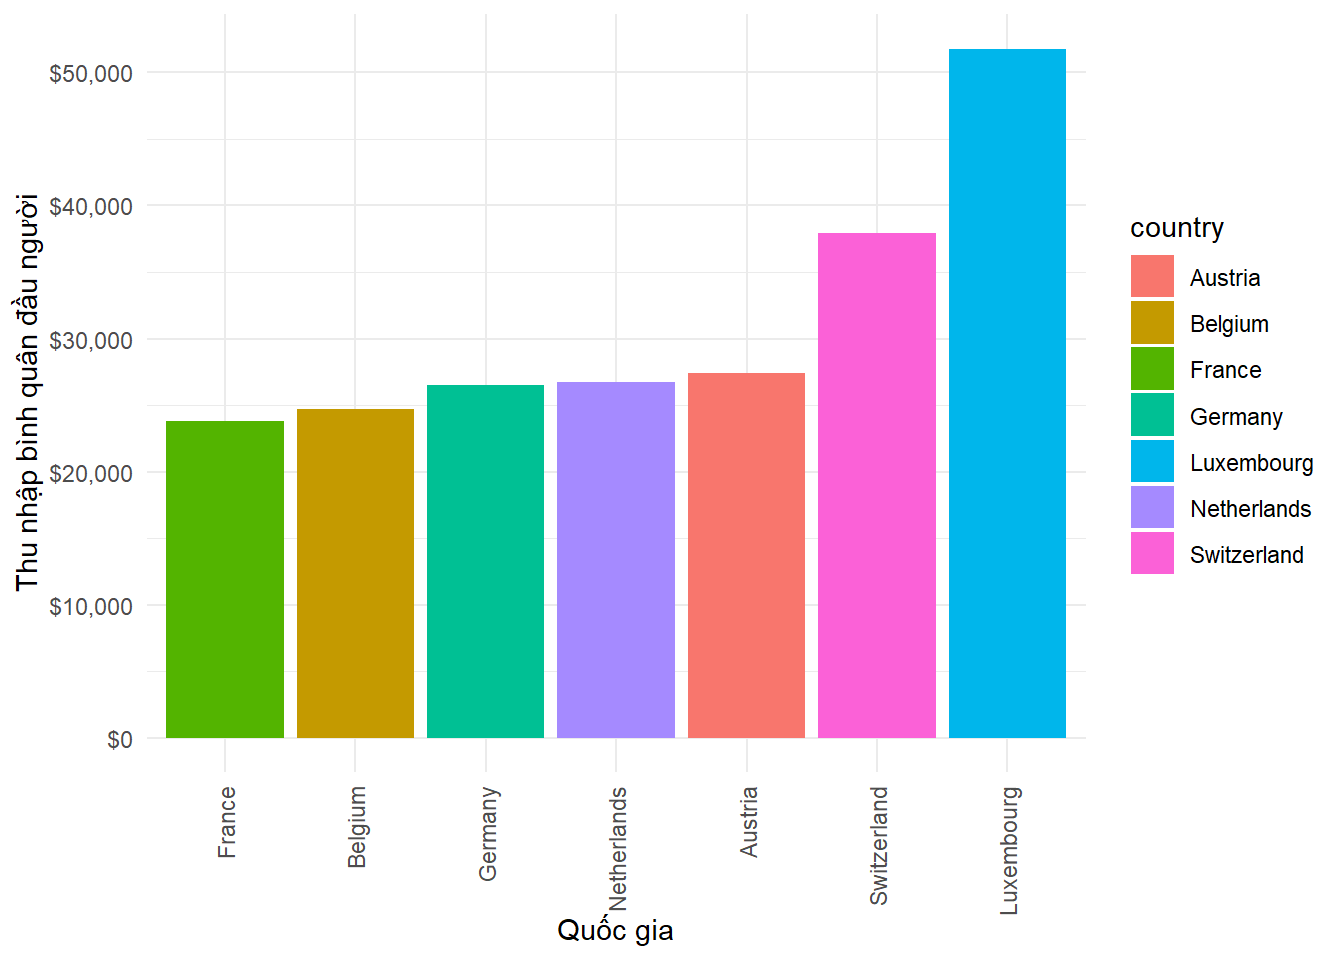 $50,000
$40,000
$30,000
$20,000
$10,000
$0
Thu nhập bình quân đầu người
France
Belgium
Germany
Netherlands
Austria
Switzerland
Luxembourg
Quốc gia
country
Austria
Belgium
France
Germany
Luxembourg
Netherlands
Switzerland